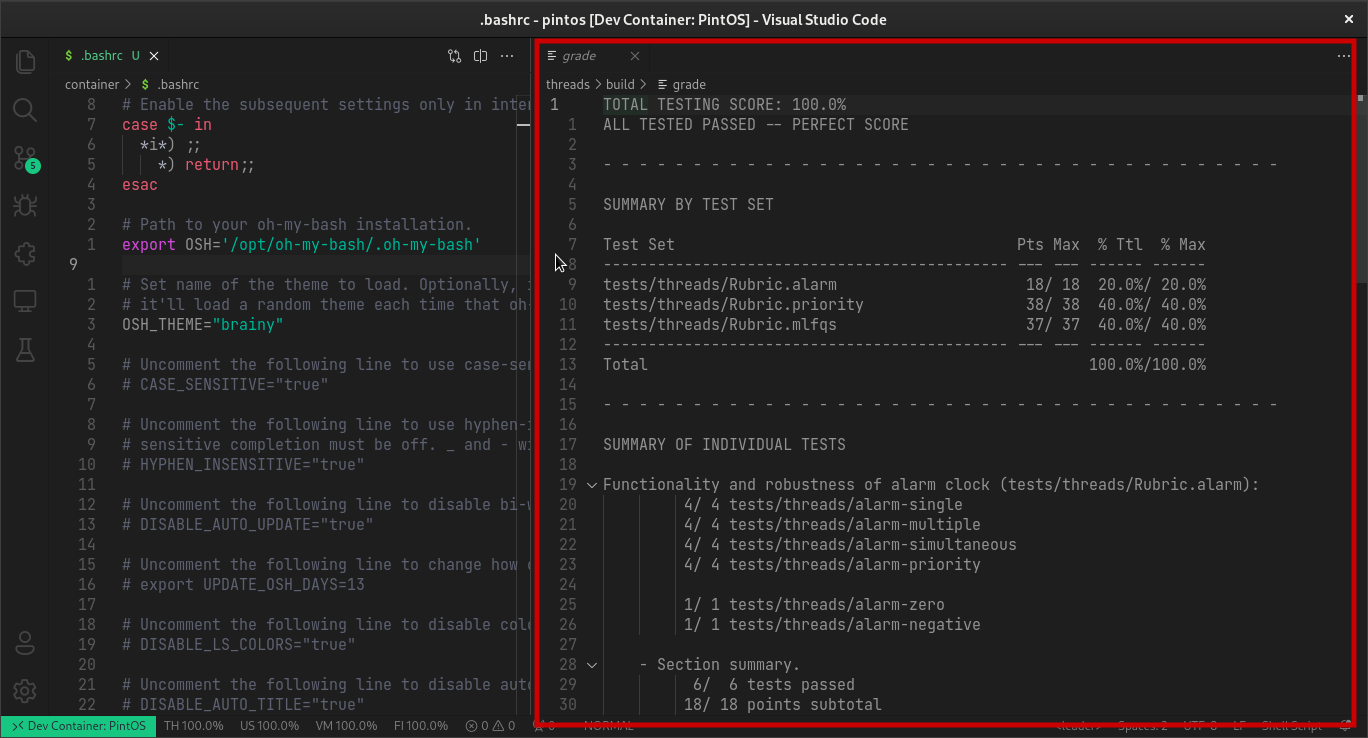 .bashrc - pintos [Dev Container: PintOS] - Visual Studio Code
$ .bashrc U
container > $ .bashrc
8 # Enable the subsequent settings only in inter
7 case $- in
6 *i*) ;;
5 *) return;;
4 esac
3
2 # Path to your oh-my-bash installation.
1 export OSH='/opt/oh-my-bash/.oh-my-bash'
9
1 # Set name of the theme to load. Optionally,
2 # it'll load a random theme each time that oh-
3 OSH_THEME="brainy"
4
5 # Uncomment the following line to use case-sen
6 # CASE_SENSITIVE="true"
7
8 # Uncomment the following line to use hyphen-
9 # sensitive completion must be off. _ and - wi
10 # HYPHEN_INSENSITIVE="true"
11
12 # Uncomment the following line to disable bi-w
13 # DISABLE_AUTO_UPDATE="true"
14
15 # Uncomment the following line to change how
16 # export UPDATE_OSH_DAYS=13
17
18 # Uncomment the following line to disable colo
19 # DISABLE_LS_COLORS="true"
20
21 # Uncomment the following line to disable auto
22 # DISABLE_AUTO_TITLE="true"
grade
threads > build > grade
1 TOTAL TESTING SCORE: 100.0%
1 ALL TESTED PASSED -- PERFECT SCORE
2
3 - - - - - - - - - - - - - - - - - - - - - - - - - - - - - - - - - - - - - -
4
5 SUMMARY BY TEST SET
6
7 Test Set Pts Max % Ttl % Max
8 --------------------------------------------- --- --- ------ ------
9 tests/threads/Rubric.alarm 18/ 18 20.0%/ 20.0%
10 tests/threads/Rubric.priority 38/ 38 40.0%/ 40.0%
11 tests/threads/Rubric.mlfqs 37/ 37 40.0%/ 40.0%
12 --------------------------------------------- --- --- ------ ------
13 Total 100.0%/100.0%
14
15 - - - - - - - - - - - - - - - - - - - - - - - - - - - - - - - - - - - - - -
16
17 SUMMARY OF INDIVIDUAL TESTS
18
19 Functionality and robustness of alarm clock (tests/threads/Rubric.alarm):
20 4/ 4 tests/threads/alarm-single
21 4/ 4 tests/threads/alarm-multiple
22 4/ 4 tests/threads/alarm-simultaneous
23 4/ 4 tests/threads/alarm-priority
24
25 1/ 1 tests/threads/alarm-zero
26 1/ 1 tests/threads/alarm-negative
27
28 - Section summary.
29 6/ 6 tests passed
30 18/ 18 points subtotal
5
Dev Container: PintOS TH 100.0% US 100.0% VM 100.0% FI 100.0% 0 0 0 NORMAL <leader> Spaces: 2 UTF-8 LF Shell Script